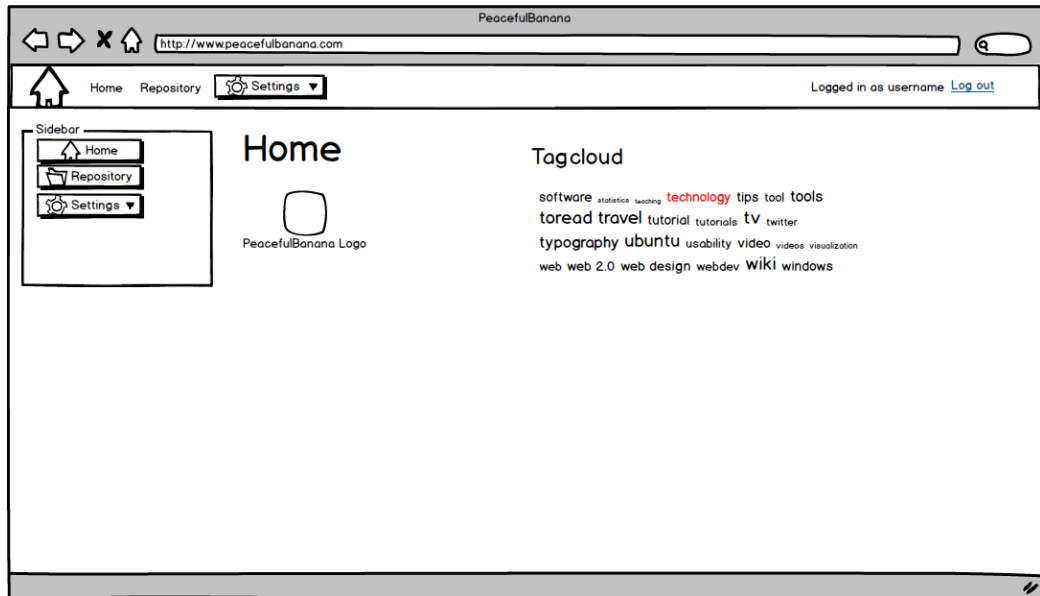 PeacefulBanana
http://www.peacefulbanana.com
Home Repository Settings ▼ Logged in as username Log out
Sidebar
Home
Repository
Settings ▼
Home
PeacefulBanana Logo
Tagcloud
software statistics teaching technology tips tool tools
toread travel tutorial tutorials tv twitter
typography ubuntu usability video videos visualization
web web 2.0 web design webdev wiki windows